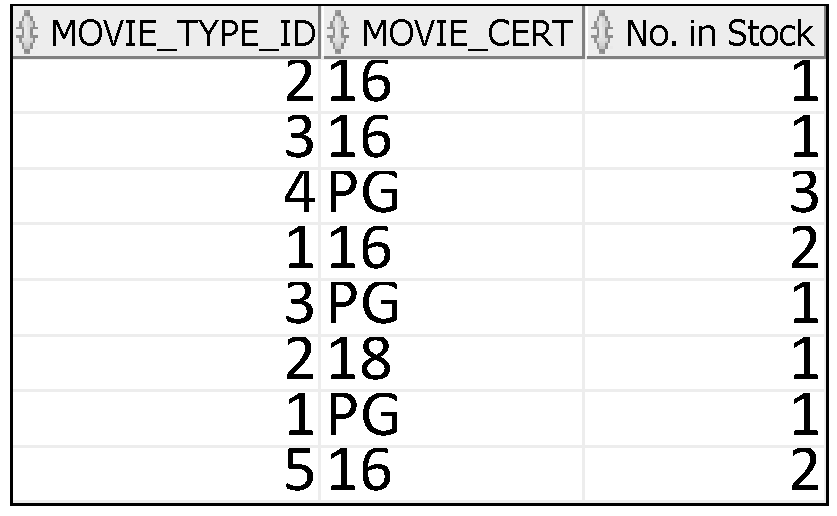 MOVIE_TYPE_ID MOVIE_CERT No. in Stock
2 16 1
3 16 1
4 PG 3
1 16 2
3 PG 1
2 18 1
1 PG 1
5 16 2